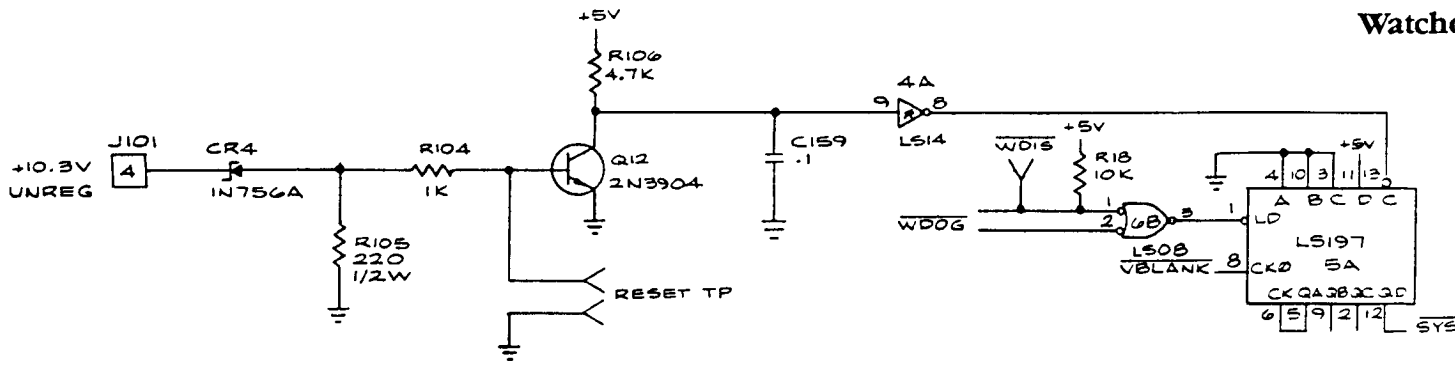 Watche
+5V
R106
4.7K
J101
4
+10.3V
UNREG
CR4
1N756A
R104
1K
Q12
2N3904
R105
220
1/2W
RESET TP
C159
.1
4A
9
8
LS14
WDIS
+5V
R18
10K
WDOG
1
2
6B
3
LS08
VBLANK
8
+5V
4 10 3 11 13
A B C D C
1
LD
LS197
5A
CKØ
CK QA QB QC QD
6 5 9 2 12
SYS